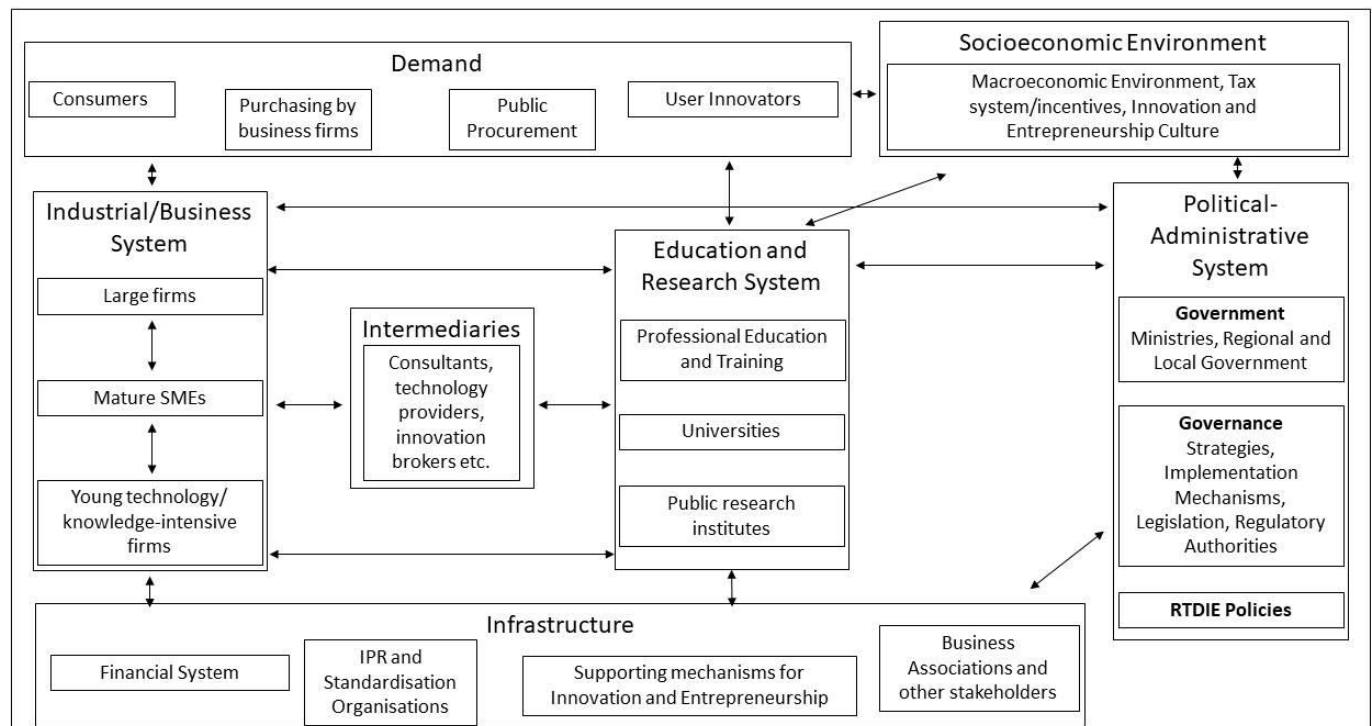 Demand
Consumers
Purchasing by
business firms
Public
Procurement
User Innovators
Socioeconomic Environment
Macroeconomic Environment, Tax
system/incentives, Innovation and
Entrepreneurship Culture
Industrial/Business
System
Large firms
Mature SMEs
Young technology/
knowledge-intensive
firms
Intermediaries
Consultants,
technology
providers,
innovation
brokers etc.
Education and
Research System
Professional Education
and Training
Universities
Public research
institutes
Political-
Administrative
System
Government
Ministries, Regional and
Local Government
Governance
Strategies,
Implementation
Mechanisms,
Legislation, Regulatory
Authorities
RTDIE Policies
Infrastructure
Financial System
IPR and
Standardisation
Organisations
Supporting mechanisms for
Innovation and Entrepreneurship
Business
Associations and
other stakeholders